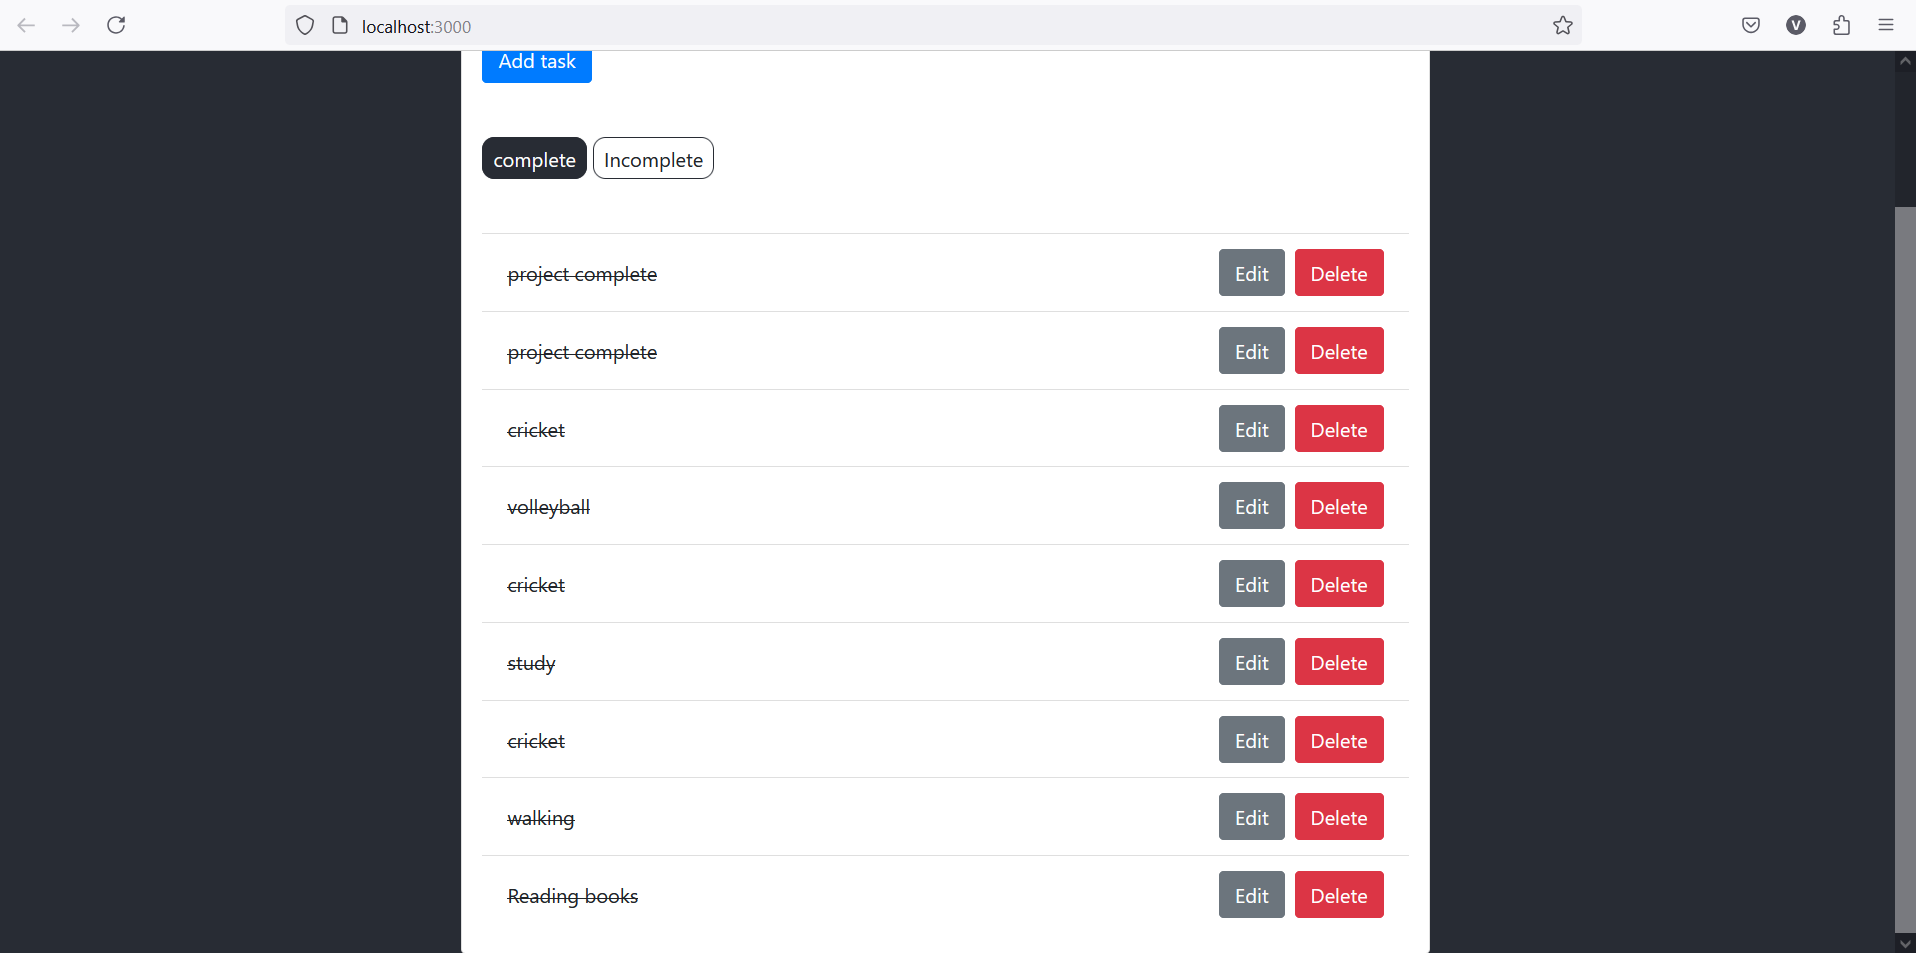 localhost:3000
V
Add task
complete Incomplete
project complete Edit Delete
project complete Edit Delete
cricket Edit Delete
volleyball Edit Delete
cricket Edit Delete
study Edit Delete
cricket Edit Delete
walking Edit Delete
Reading books Edit Delete